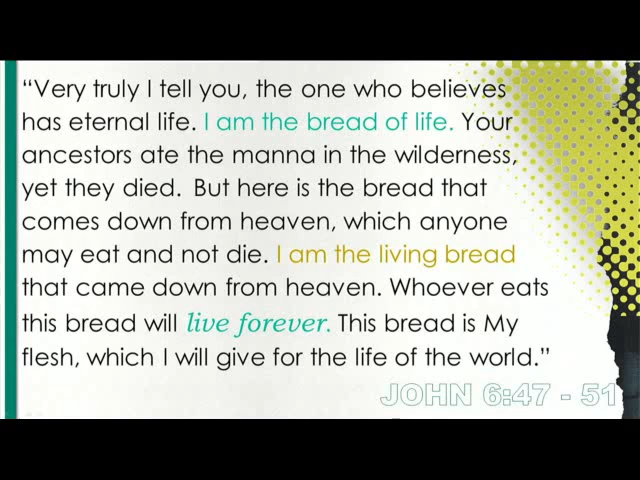 “Very truly I tell you, the one who believes
has eternal life. I am the bread of life. Your
ancestors ate the manna in the wilderness,
yet they died. But here is the bread that
comes down from heaven, which anyone
may eat and not die. I am the living bread
that came down from heaven. Whoever eats
this bread will live forever. This bread is My
flesh, which I will give for the life of the world.”
JOHN 6:47 - 51